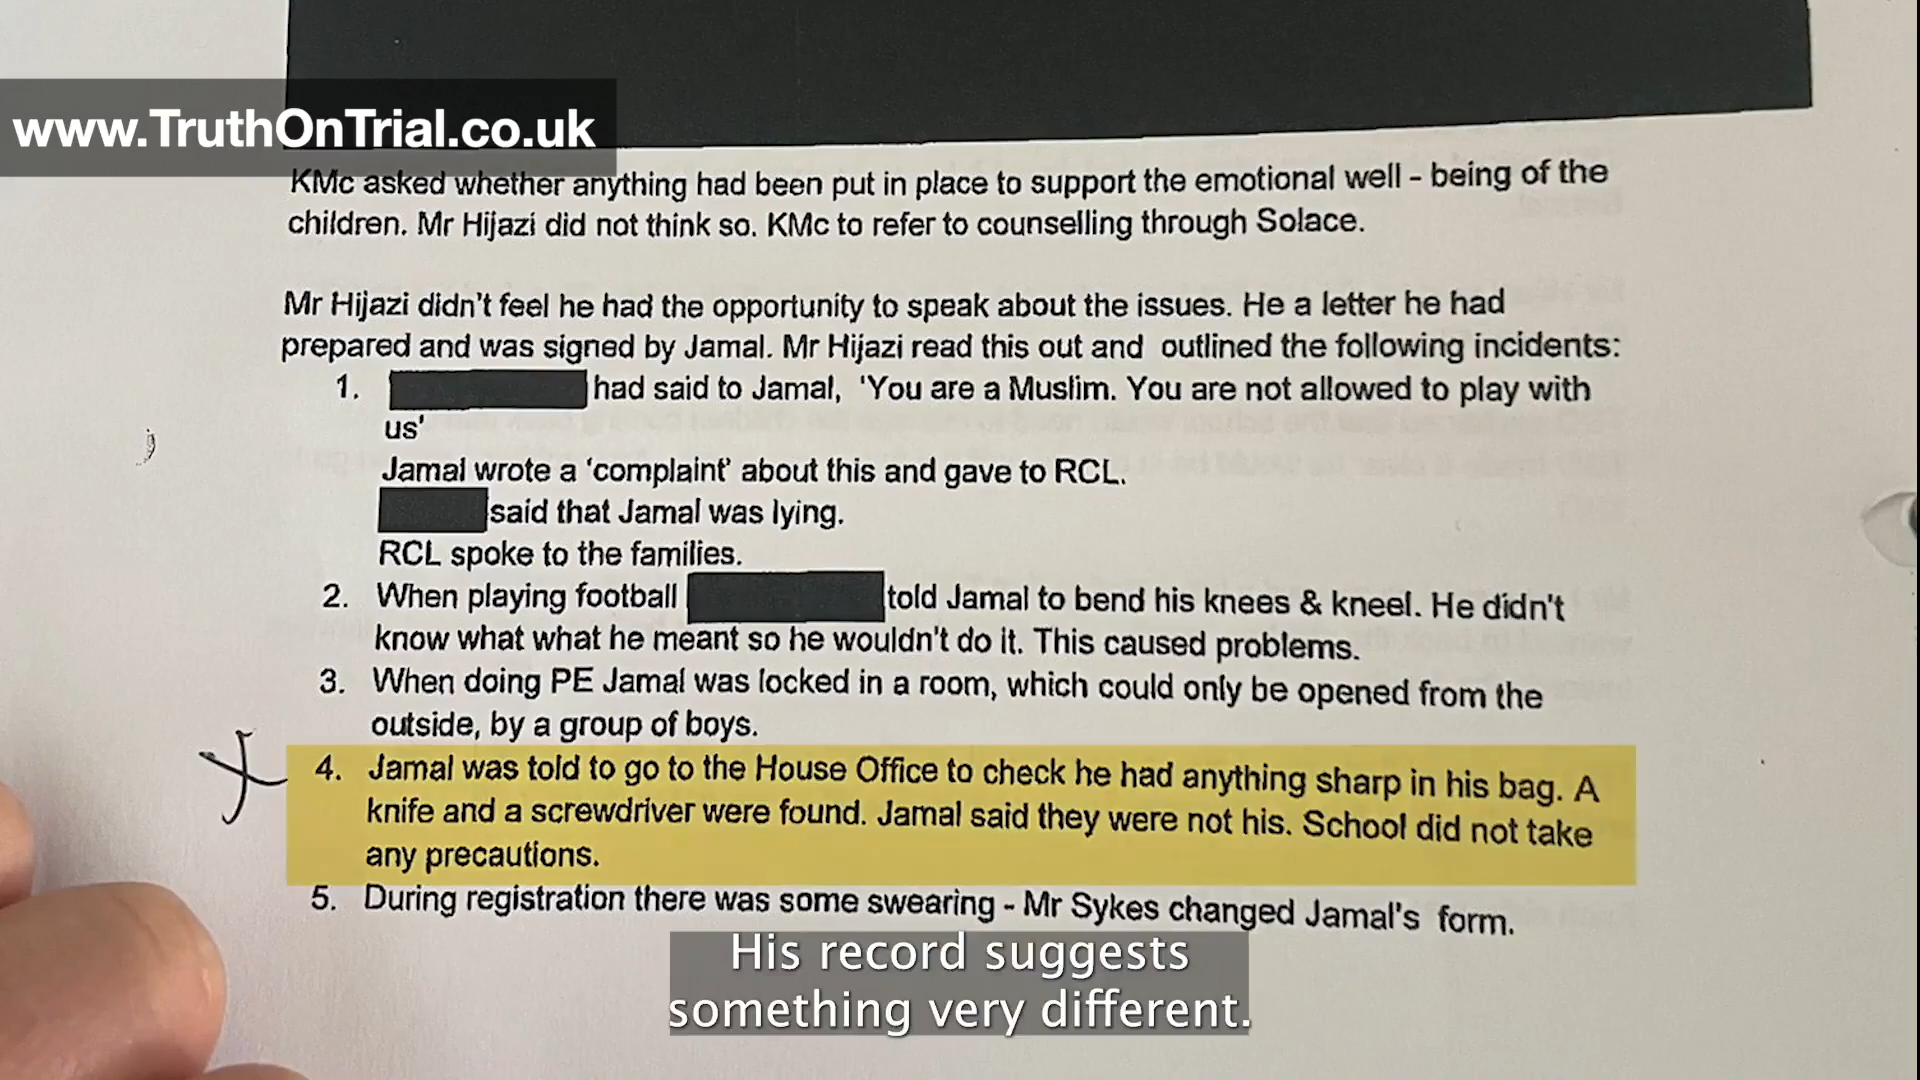 www.TruthOnTrial.co.uk
KMc asked whether anything had been put in place to support the emotional well - being of the
children. Mr Hijazi did not think so. KMc to refer to counselling through Solace.
Mr Hijazi didn't feel he had the opportunity to speak about the issues. He a letter he had
prepared and was signed by Jamal. Mr Hijazi read this out and outlined the following incidents:
1. had said to Jamal, 'You are a Muslim. You are not allowed to play with
us'
Jamal wrote a 'complaint' about this and gave to RCL.
said that Jamal was lying.
RCL spoke to the families.
2. When playing football told Jamal to bend his knees & kneel. He didn't
know what what he meant so he wouldn't do it. This caused problems.
3. When doing PE Jamal was locked in a room, which could only be opened from the
outside, by a group of boys.
4. Jamal was told to go to the House Office to check he had anything sharp in his bag. A
knife and a screwdriver were found. Jamal said they were not his. School did not take
any precautions.
5. During registration there was some swearing - Mr Sykes changed Jamal's form.
His record suggests
something very different.